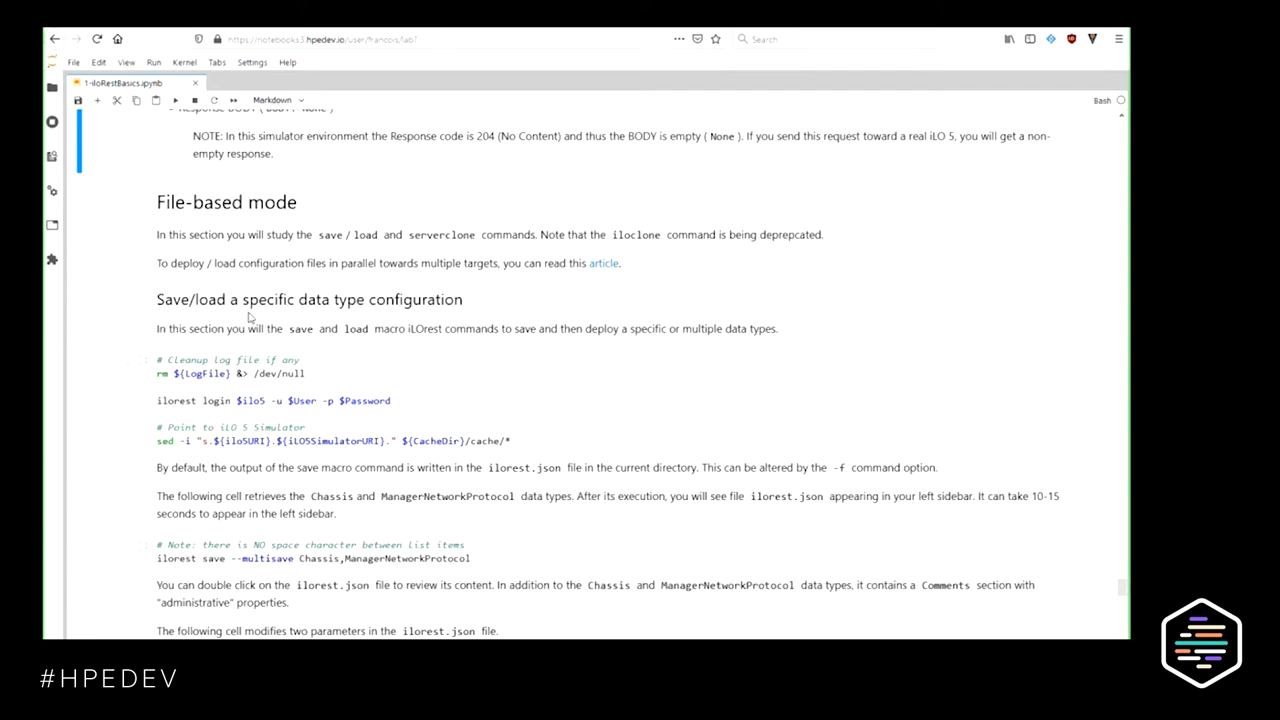 https://notebooks3.hpedev.io/user/francois/lab?
Search
File Edit View Run Kernel Tabs Settings Help
1-iloRestBasics.ipynb
Markdown
Bash
NOTE: In this simulator environment the Response code is 204 (No Content) and thus the BODY is empty ( None ). If you send this request toward a real iLO 5, you will get a non-
empty response.
File-based mode
In this section you will study the save / load and serverclone commands. Note that the iloclone command is being deprepcated.
To deploy / load configuration files in parallel towards multiple targets, you can read this article.
Save/load a specific data type configuration
In this section you will the save and load macro iLOrest commands to save and then deploy a specific or multiple data types.
# Cleanup log file if any
rm ${LogFile} &> /dev/null
ilorest login $ilo5 -u $User -p $Password
# Point to iLO 5 Simulator
sed -i "s.${ilo5URI}.${iLO5SimulatorURI}." ${CacheDir}/cache/*
By default, the output of the save macro command is written in the ilorest.json file in the current directory. This can be altered by the -f command option.
The following cell retrieves the Chassis and ManagerNetworkProtocol data types. After its execution, you will see file ilorest.json appearing in your left sidebar. It can take 10-15
seconds to appear in the left sidebar.
# Note: there is NO space character between list items
ilorest save --multisave Chassis,ManagerNetworkProtocol
You can double click on the ilorest.json file to review its content. In addition to the Chassis and ManagerNetworkProtocol data types, it contains a Comments section with
"administrative" properties.
The following cell modifies two parameters in the ilorest.json file.
#HPEDEV